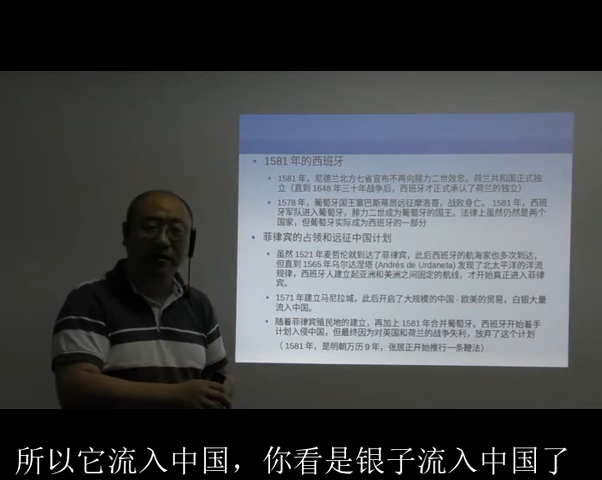 1581 年的西班牙
1581 年，尼德兰北方七省宣布不再向腓力二世效忠。荷兰共和国正式独
立（直到 1648 年三十年战争后，西班牙才正式承认了荷兰的独立）
1578 年，葡萄牙国王塞巴斯蒂昂远征摩洛哥，战败身亡。 1581 年，西班
牙军队进入葡萄牙，腓力二世成为葡萄牙的国王。法律上虽然仍然是两个
国家，但葡萄牙实际成为西班牙的一部分
菲律宾的占领和远征中国计划
虽然 1521 年麦哲伦就到达了菲律宾，此后西班牙的航海家也多次到达，
但直到 1565 年乌尔达涅塔 (Andrés de Urdaneta) 发现了北太平洋的洋流
规律，西班牙人建立起亚洲和美洲之间固定的航线，才开始真正进入菲律
宾。
1571 年建立马尼拉城，此后开启了大规模的中国 - 欧美的贸易，白银大量
流入中国。
随着菲律宾殖民地的建立，再加上 1581 年合并葡萄牙。西班牙开始着手
计划入侵中国，但最终因为对英国和荷兰的战争失利，放弃了这个计划
（ 1581 年，是明朝万历 9 年，张居正开始推行一条鞭法）
所以它流入中国，你看是银子流入中国了